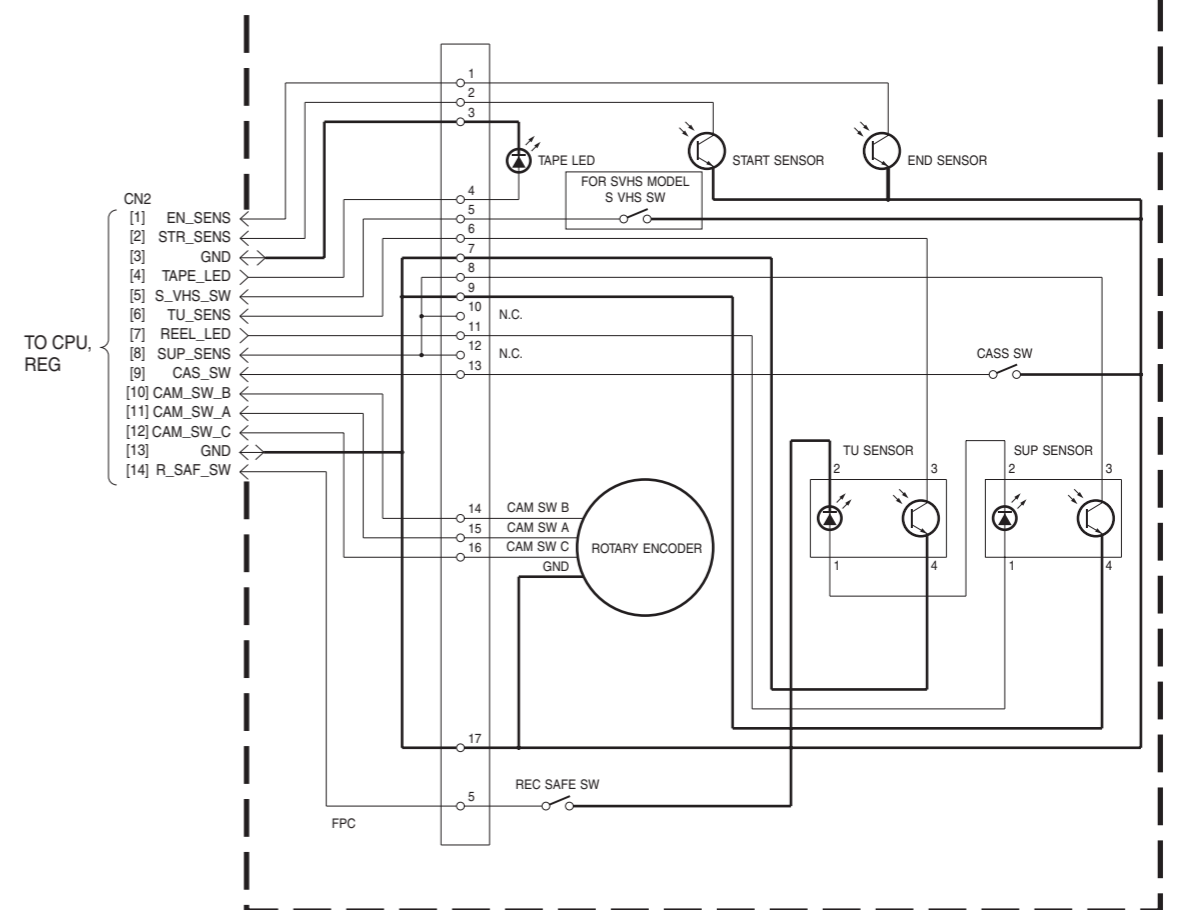 1
2
3
TAPE LED
START SENSOR
END SENSOR
FOR SVHS MODEL
S VHS SW
CN2
4
5
6
7
8
9
10 N.C.
11
12 N.C.
13
[1] EN_SENS
[2] STR_SENS
[3] GND
[4] TAPE_LED
[5] S_VHS_SW
[6] TU_SENS
[7] REEL_LED
[8] SUP_SENS
[9] CAS_SW
[10] CAM_SW_B
[11] CAM_SW_A
[12] CAM_SW_C
[13] GND
[14] R_SAF_SW
TO CPU,
REG
CASS SW
TU SENSOR
2 3
1 4
SUP SENSOR
2 3
1 4
14 CAM SW B
15 CAM SW A
16 CAM SW C
GND
ROTARY ENCODER
17
REC SAFE SW
5
FPC